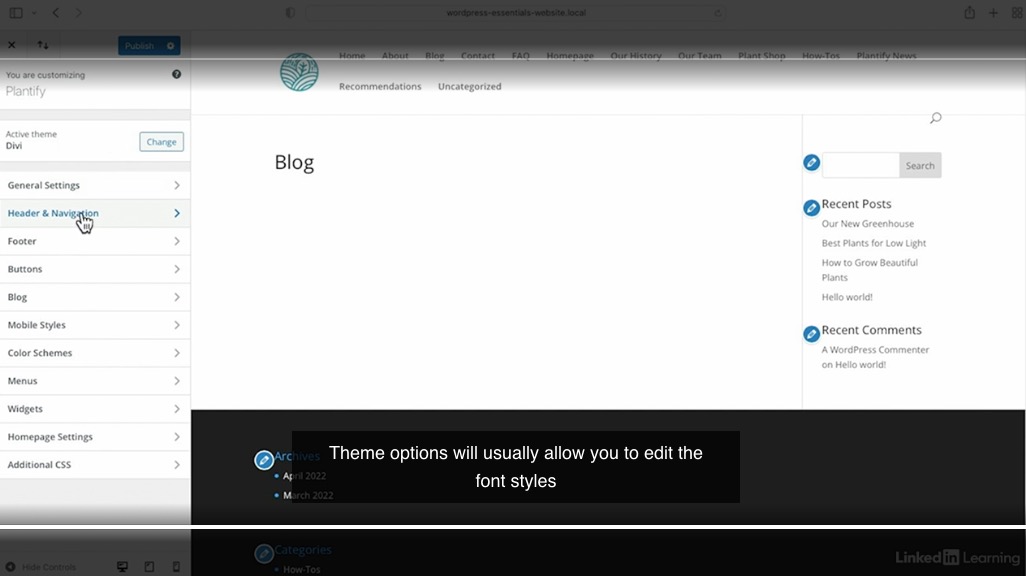 wordpress-essentials-website.local
Publish
You are customizing
Plantify
Active theme
Divi
Change
General Settings
Header & Navigation
Footer
Buttons
Blog
Mobile Styles
Color Schemes
Menus
Widgets
Homepage Settings
Additional CSS
Hide Controls
Home About Blog Contact FAQ Homepage Our History Our Team Plant Shop How-Tos Plantify News
Recommendations Uncategorized
Blog
Search
Recent Posts
Our New Greenhouse
Best Plants for Low Light
How to Grow Beautiful
Plants
Hello world!
Recent Comments
A WordPress Commenter
on Hello world!
Archives
April 2022
March 2022
Theme options will usually allow you to edit the
font styles
Categories
How-Tos
Linked in Learning